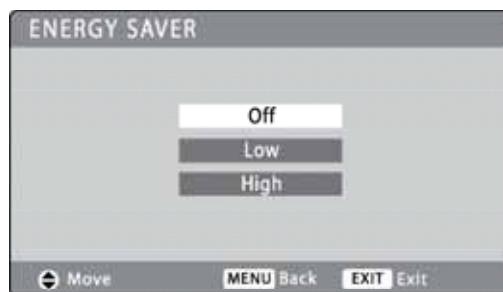 ENERGY SAVER
Off
Low
High
Move MENU Back EXIT Exit